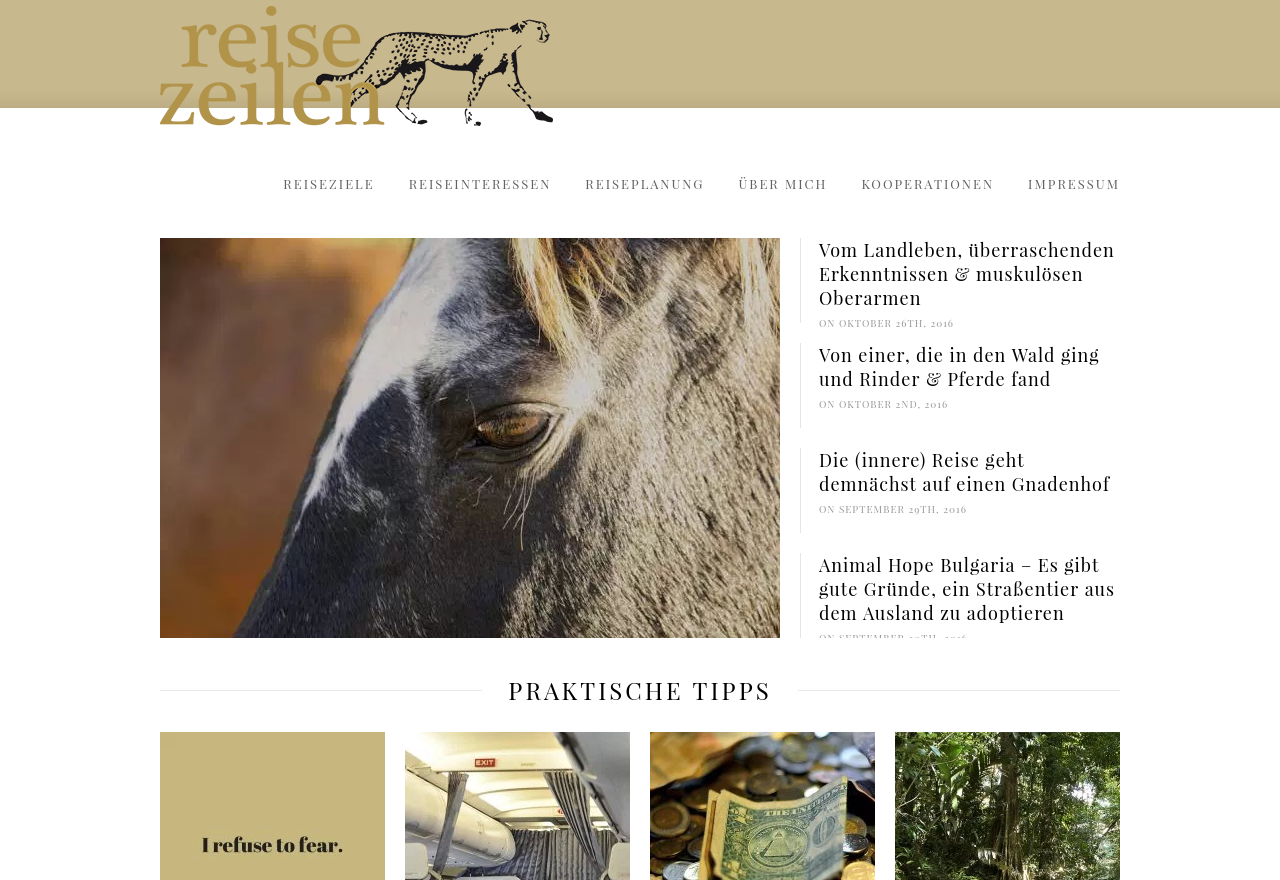 reise
zeilen
REISEZIELE REISEINTERESSEN REISEPLANUNG ÜBER MICH KOOPERATIONEN IMPRESSUM
Vom Landleben, überraschenden
Erkenntnissen & muskulösen
Oberarmen
ON OKTOBER 26TH, 2016
Von einer, die in den Wald ging
und Rinder & Pferde fand
ON OKTOBER 2ND, 2016
Die (innere) Reise geht
demnächst auf einen Gnadenhof
ON SEPTEMBER 29TH, 2016
Animal Hope Bulgaria – Es gibt
gute Gründe, ein Straßentier aus
dem Ausland zu adoptieren
PRAKTISCHE TIPPS
I refuse to fear.
EXIT